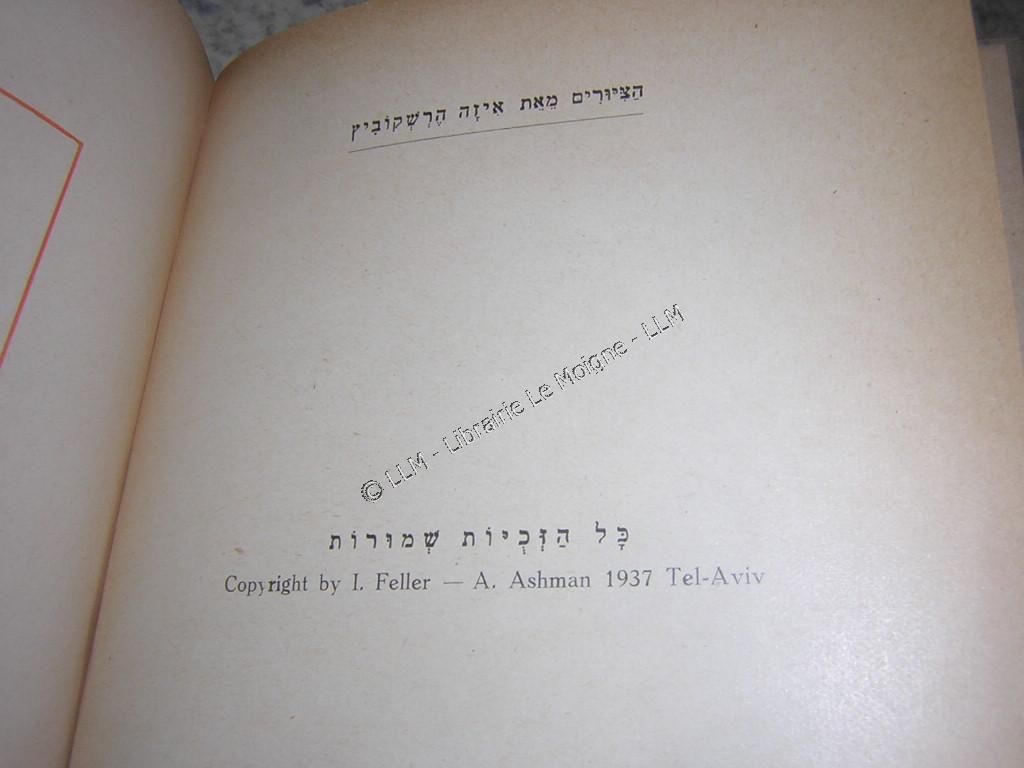 הַצִּיּוּרִים מֵאֵת אִיזָה הֶרְשְׁקוֹבִיץ
© LLM - Librairie Le Moigne - LLM
כָּל הַזְּכֻיּוֹת שְׁמוּרוֹת
Copyright by I. Feller — A. Ashman 1937 Tel-Aviv